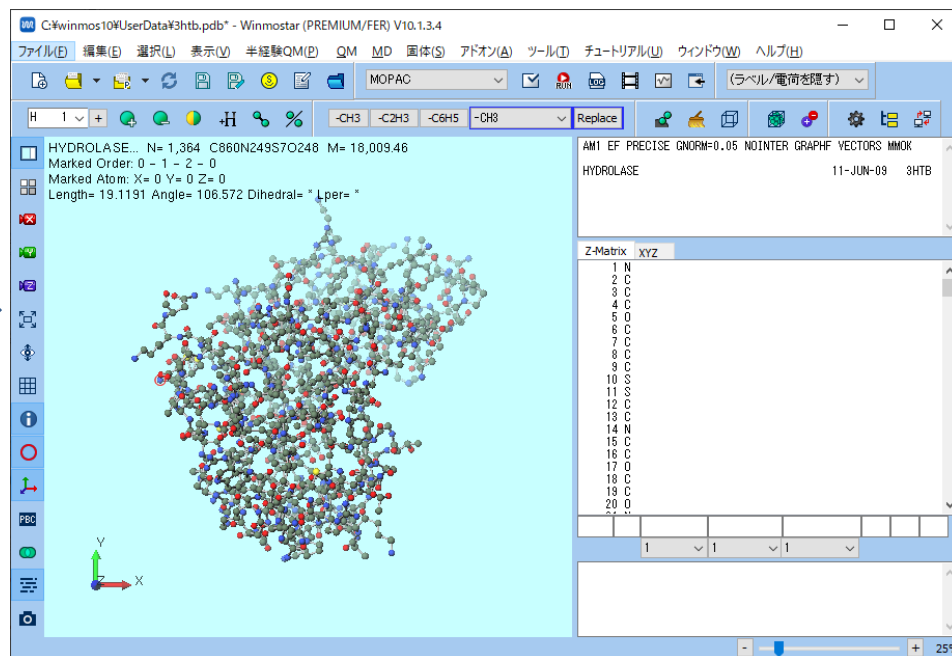 C:¥winmos10¥UserData¥3htb.pdb* - Winmostar (PREMIUM/FER) V10.1.3.4
ファイル(F) 編集(E) 選択(L) 表示(V) 半経験QM(P) QM MD 固体(S) アドオン(A) ツール(T) チュートリアル(U) ウィンドウ(W) ヘルプ(H)
MOPAC
RUN
LOG
(ラベル/電荷を隠す)
H 1 + +H -CH3 -C2H3 -C6H5 -CH3 Replace
HYDROLASE... N= 1,364 C860N249S7O248 M= 18,009.46
Marked Order: 0 - 1 - 2 - 0
Marked Atom: X= 0 Y= 0 Z= 0
Length= 19.1191 Angle= 106.572 Dihedral= * Lper= *
X
Y
Z
PBC
Y
Z
X
AM1 EF PRECISE GNORM=0.05 NOINTER GRAPHF VECTORS MMOK
HYDROLASE 11-JUN-09 3HTB
Z-Matrix XYZ
1 N
2 C
3 C
4 C
5 O
6 C
7 C
8 C
9 C
10 S
11 S
12 C
13 C
14 N
15 C
16 C
17 O
18 C
19 C
20 O
1 1 1
- + 25%